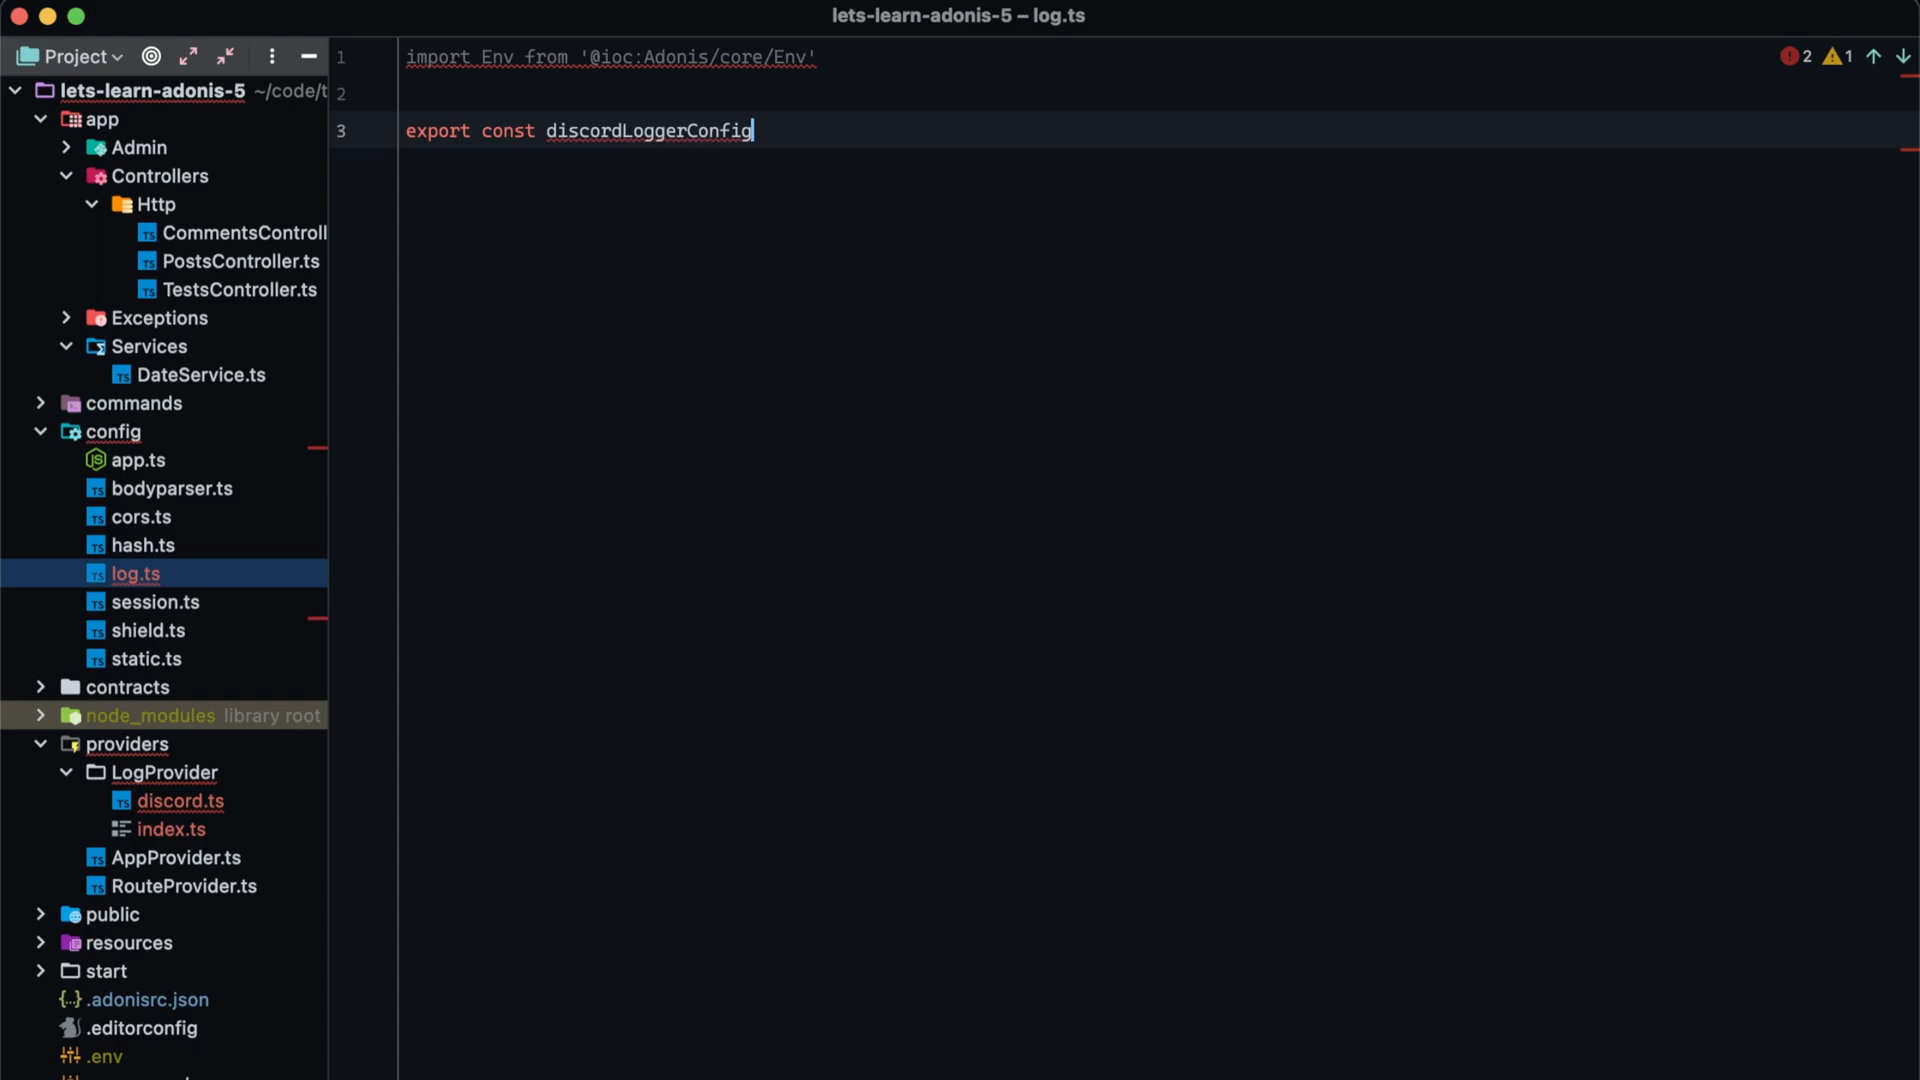 lets-learn-adonis-5 – log.ts
Project
lets-learn-adonis-5 ~/code/t
app
Admin
Controllers
Http
CommentsControll
PostsController.ts
TestsController.ts
Exceptions
Services
DateService.ts
commands
config
app.ts
bodyparser.ts
cors.ts
hash.ts
log.ts
session.ts
shield.ts
static.ts
contracts
node_modules library root
providers
LogProvider
discord.ts
index.ts
AppProvider.ts
RouteProvider.ts
public
resources
start
.adonisrc.json
.editorconfig
.env
1 import Env from '@ioc:Adonis/core/Env'
2
3 export const discordLoggerConfig
2 1